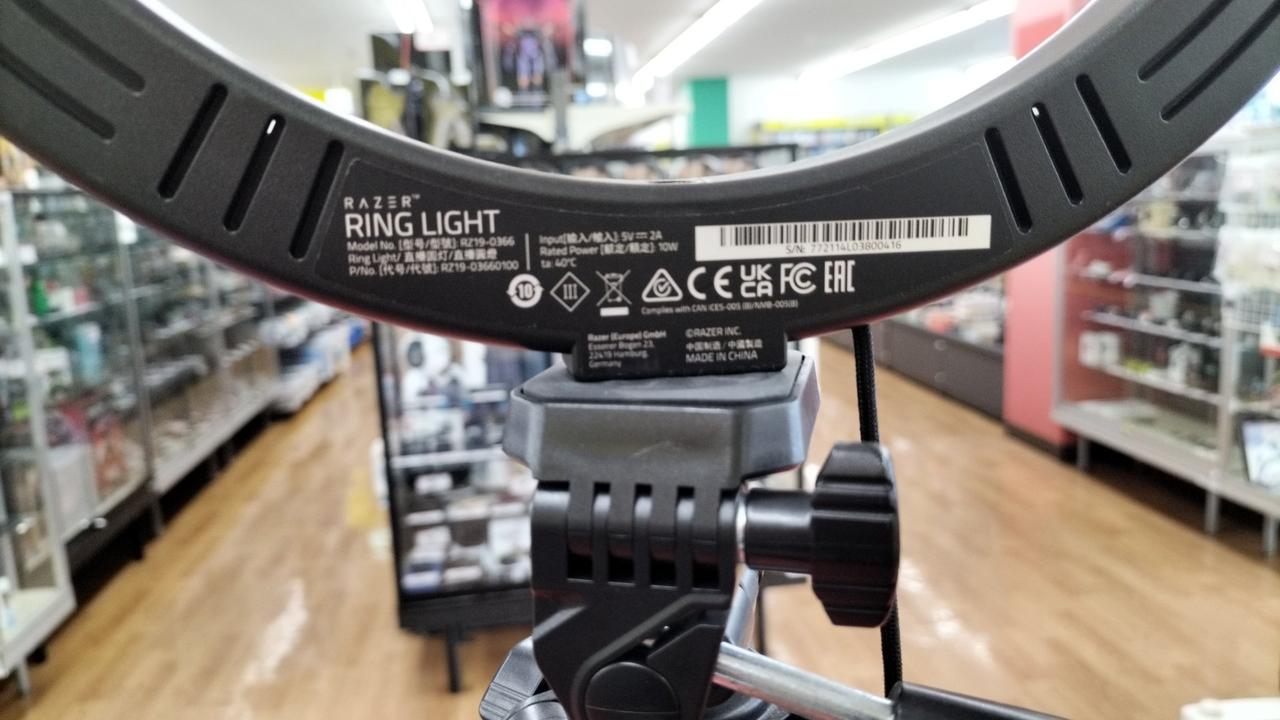 RAZER™
RING LIGHT
Model No. [型号/型號]: RZ19-0366
Ring Light/ 直播圆灯/直播圓燈
P/No. [代号/代號]: RZ19-03660100
Input[输入/輸入]: 5V⎓ 2A
Rated Power [额定/額定]: 10W
ta: 40°C
S/N: 772114L03800416
10
III
CE
UK
CA
FC
EAC
Complies with CAN ICES-005 (B)/NMB-005(B)
Razer (Europe) GmbH
Essener Bogen 23,
22419 Hamburg,
Germany
©RAZER INC.
中国制造/中國製造
MADE IN CHINA